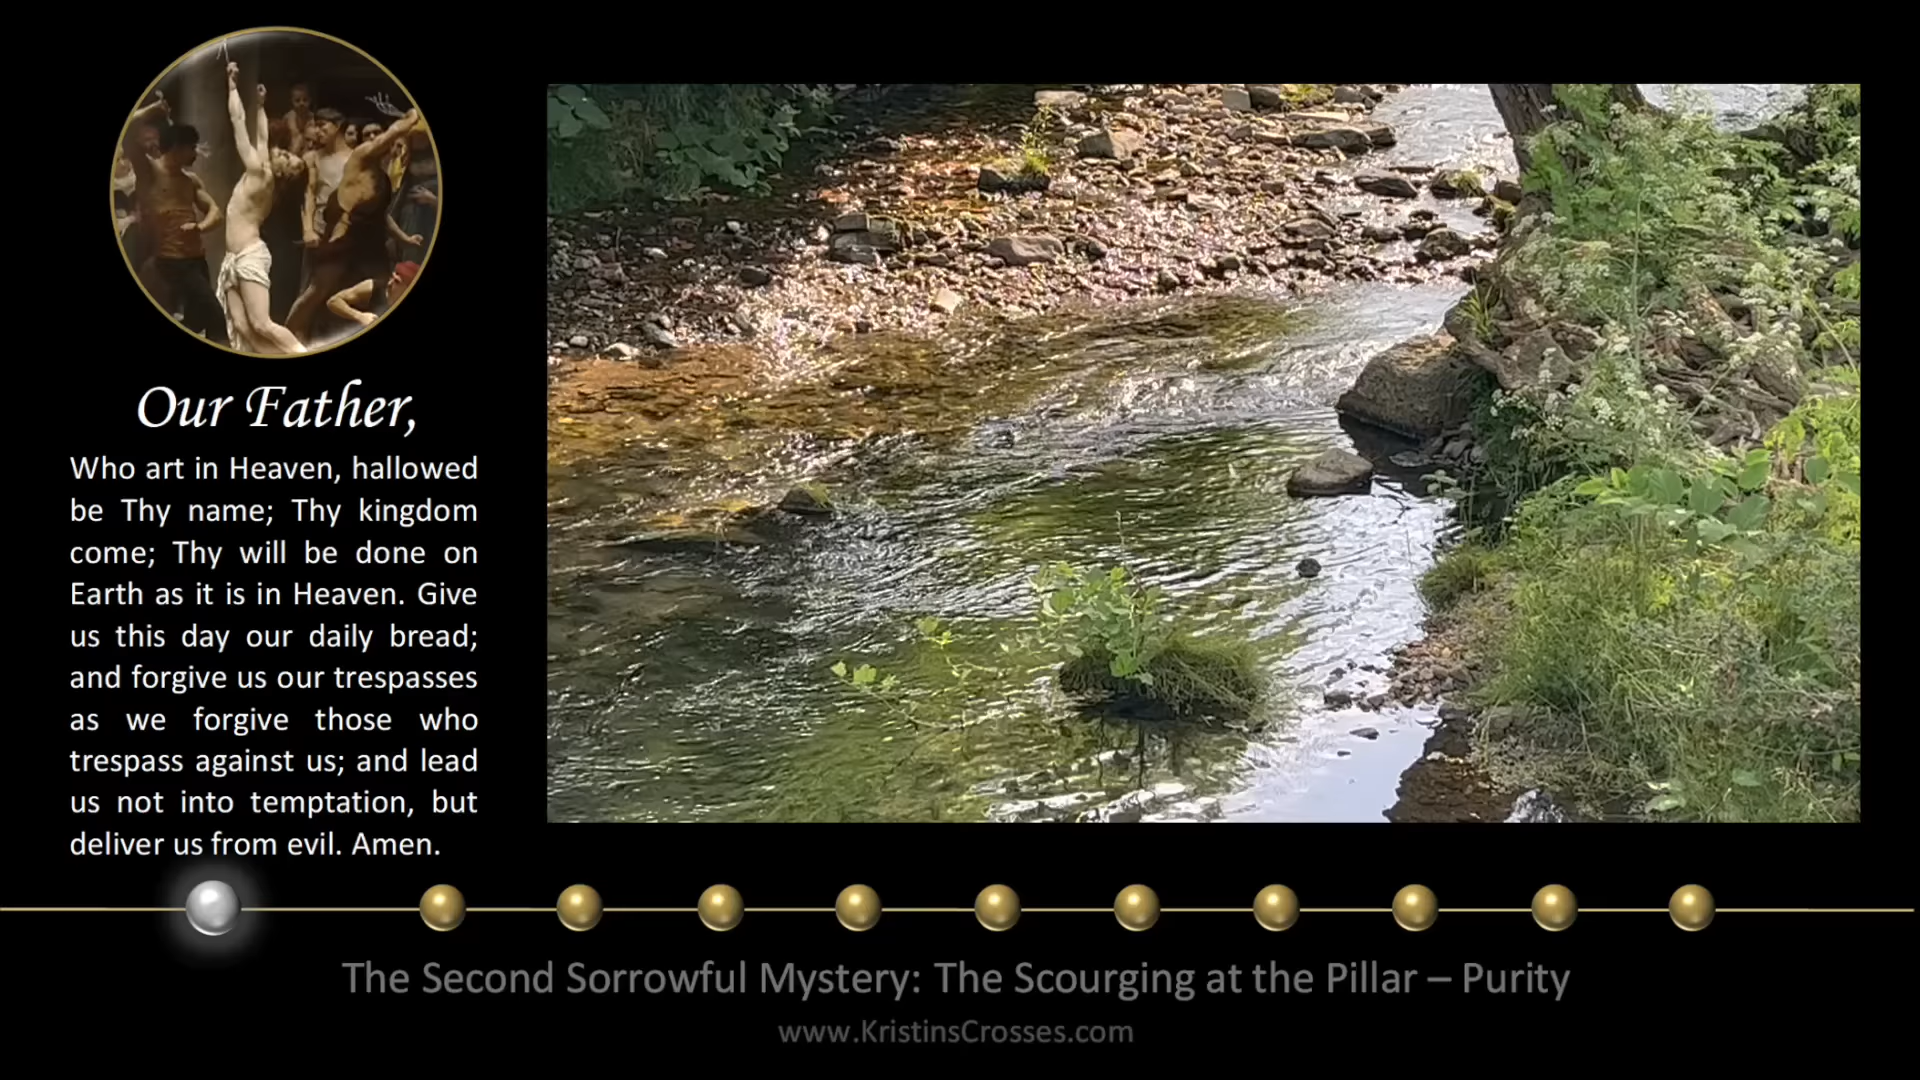 Our Father,
Who art in Heaven, hallowed
be Thy name; Thy kingdom
come; Thy will be done on
Earth as it is in Heaven. Give
us this day our daily bread;
and forgive us our trespasses
as we forgive those who
trespass against us; and lead
us not into temptation, but
deliver us from evil. Amen.
The Second Sorrowful Mystery: The Scourging at the Pillar – Purity
www.KristinsCrosses.com